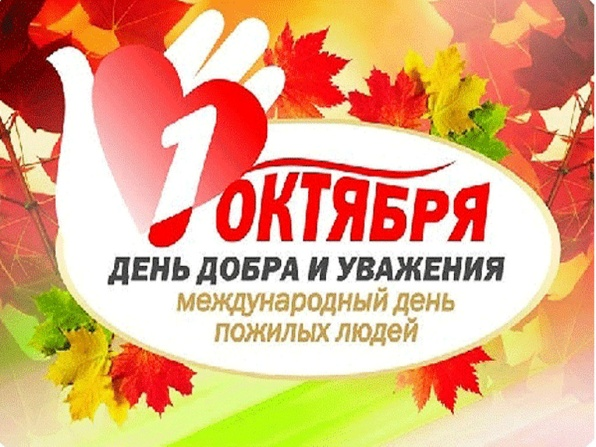 1 ОКТЯБРЯ
ДЕНЬ ДОБРА И УВАЖЕНИЯ
международный день
пожилых людей